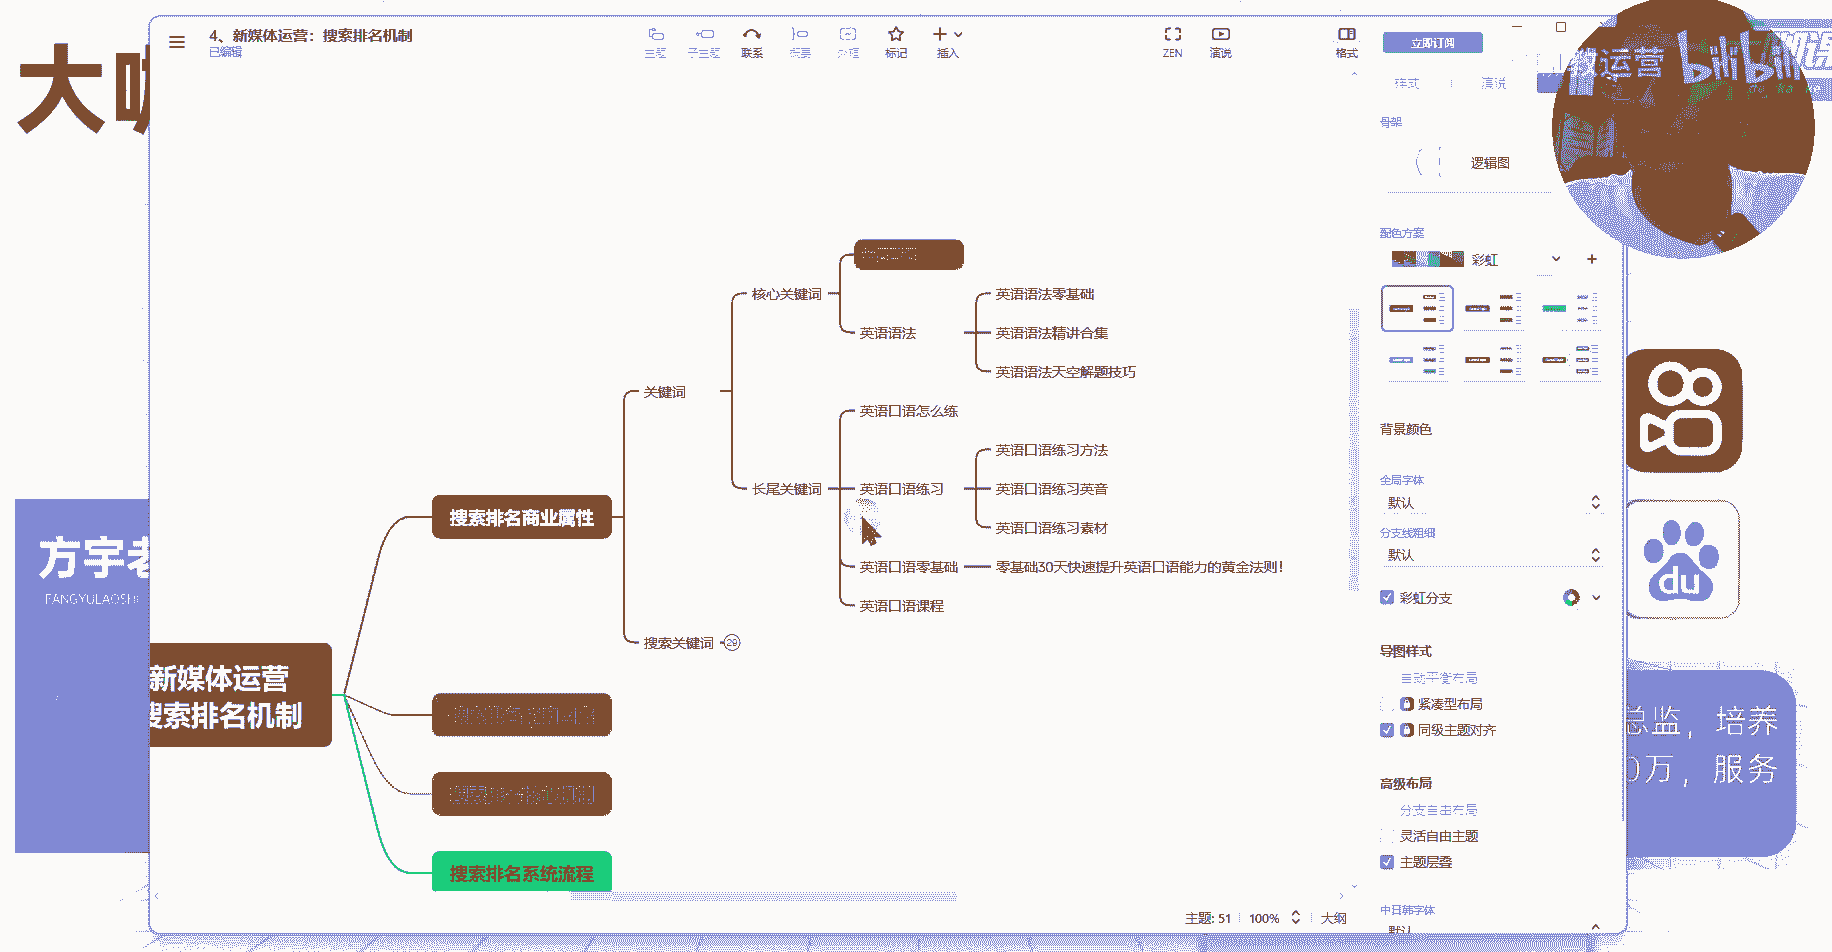 4、新媒体运营：搜索排名机制
已编辑
主题
子主题
联系
概要
外框
标记
插入
ZEN
演说
格式
立即订阅
样式
演说
运营
bilibili
大
骨架
逻辑图
配色方案
彩虹
核心关键词
英语语法
英语语法零基础
英语语法精讲合集
英语语法天空解题技巧
关键词
英语口语怎么练
长尾关键词
英语口语练习
英语口语练习方法
英语口语练习英音
英语口语练习素材
英语口语零基础
零基础30天快速提升英语口语能力的黄金法则！
英语口语课程
搜索排名商业属性
搜索关键词
29
新媒体运营
搜索排名机制
搜索排名系统流程
背景颜色
全局字体
默认
分支线粗细
默认
彩虹分支
导图样式
自动平衡布局
紧凑型布局
同级主题对齐
高级布局
分支自由布局
灵活自由主题
主题层叠
中日韩字体
默认
主题: 51
100%
大纲
方宇老
FANGYULAOSHI
du
总监，培养
0万，服务